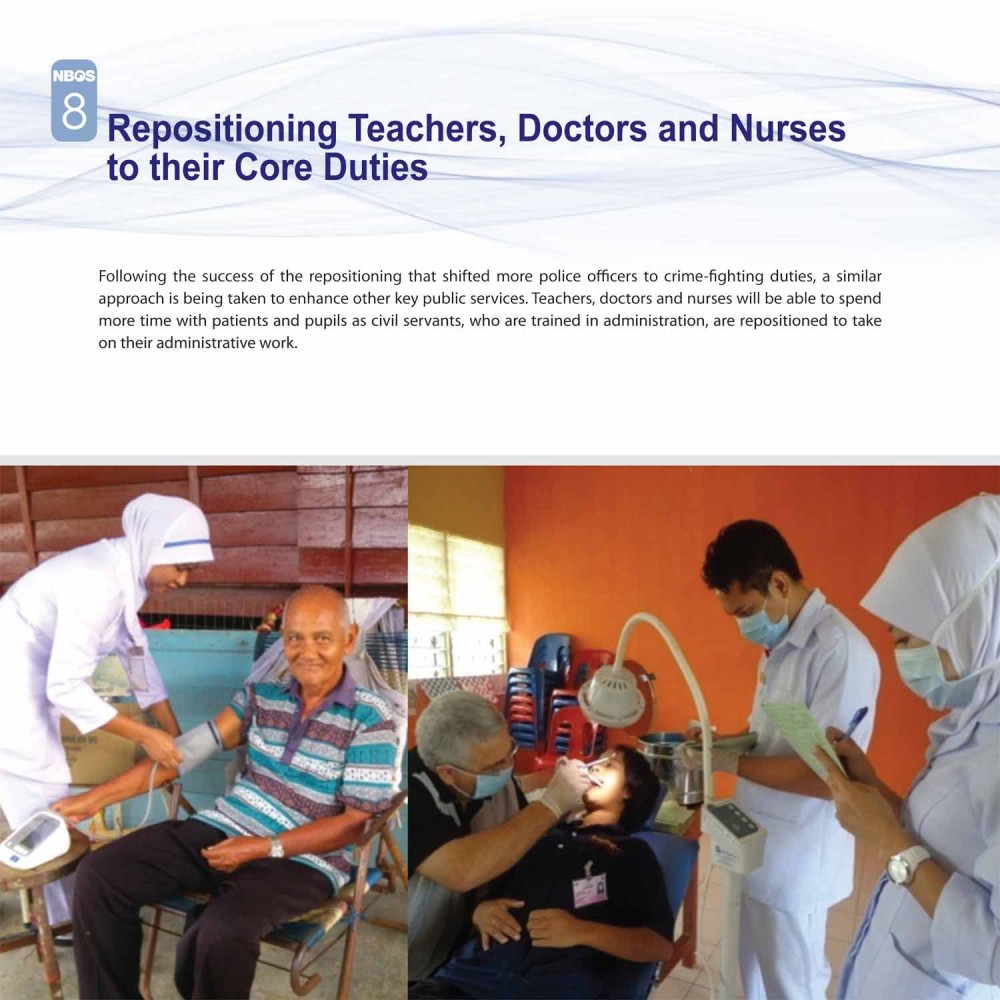 NBOS
8
Repositioning Teachers, Doctors and Nurses
to their Core Duties
Following the success of the repositioning that shifted more police officers to crime-fighting duties, a similar
approach is being taken to enhance other key public services. Teachers, doctors and nurses will be able to spend
more time with patients and pupils as civil servants, who are trained in administration, are repositioned to take
on their administrative work.